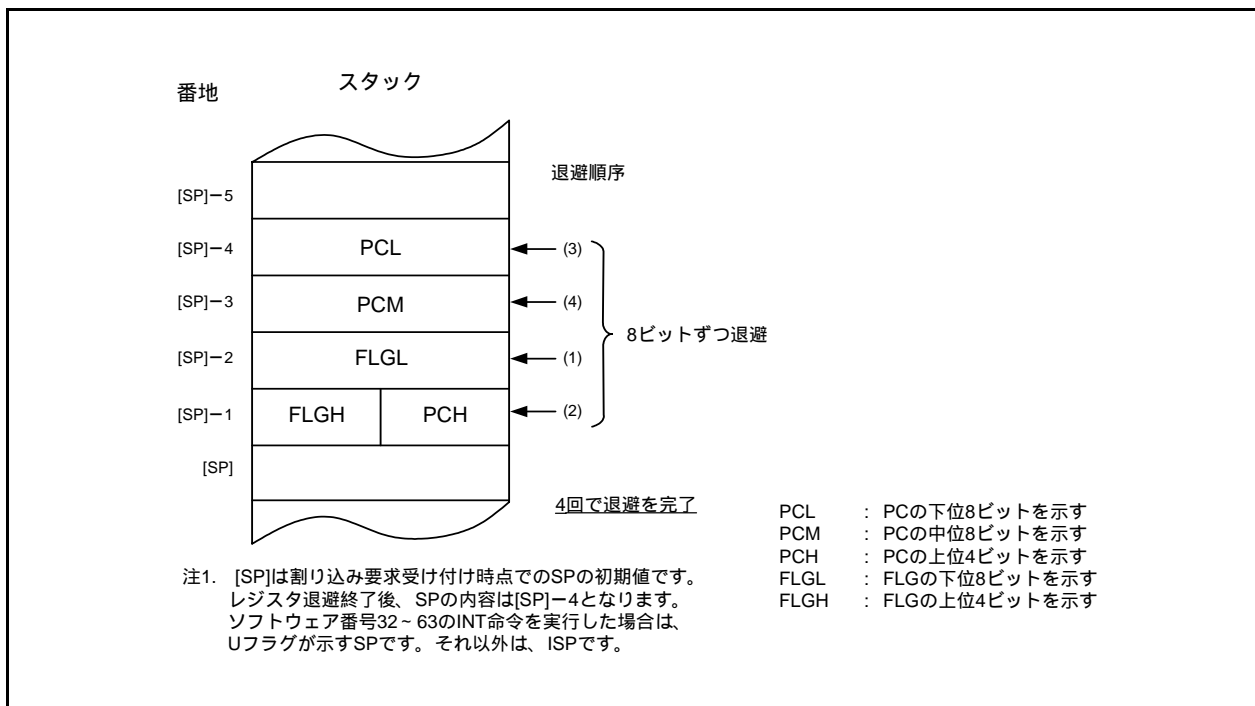 番地
スタック
退避順序
[SP]ー5
[SP]ー4
PCL
(3)
[SP]ー3
PCM
(4)
8ビットずつ退避
[SP]ー2
FLGL
(1)
[SP]ー1
FLGH
PCH
(2)
[SP]
4回で退避を完了
PCL : PCの下位8ビットを示す
PCM : PCの中位8ビットを示す
PCH : PCの上位4ビットを示す
FLGL : FLGの下位8ビットを示す
FLGH : FLGの上位4ビットを示す
注1. [SP]は割り込み要求受け付け時点でのSPの初期値です。
レジスタ退避終了後、SPの内容は[SP]ー4となります。
ソフトウェア番号32~63のINT命令を実行した場合は、
Uフラグが示すSPです。それ以外は、ISPです。